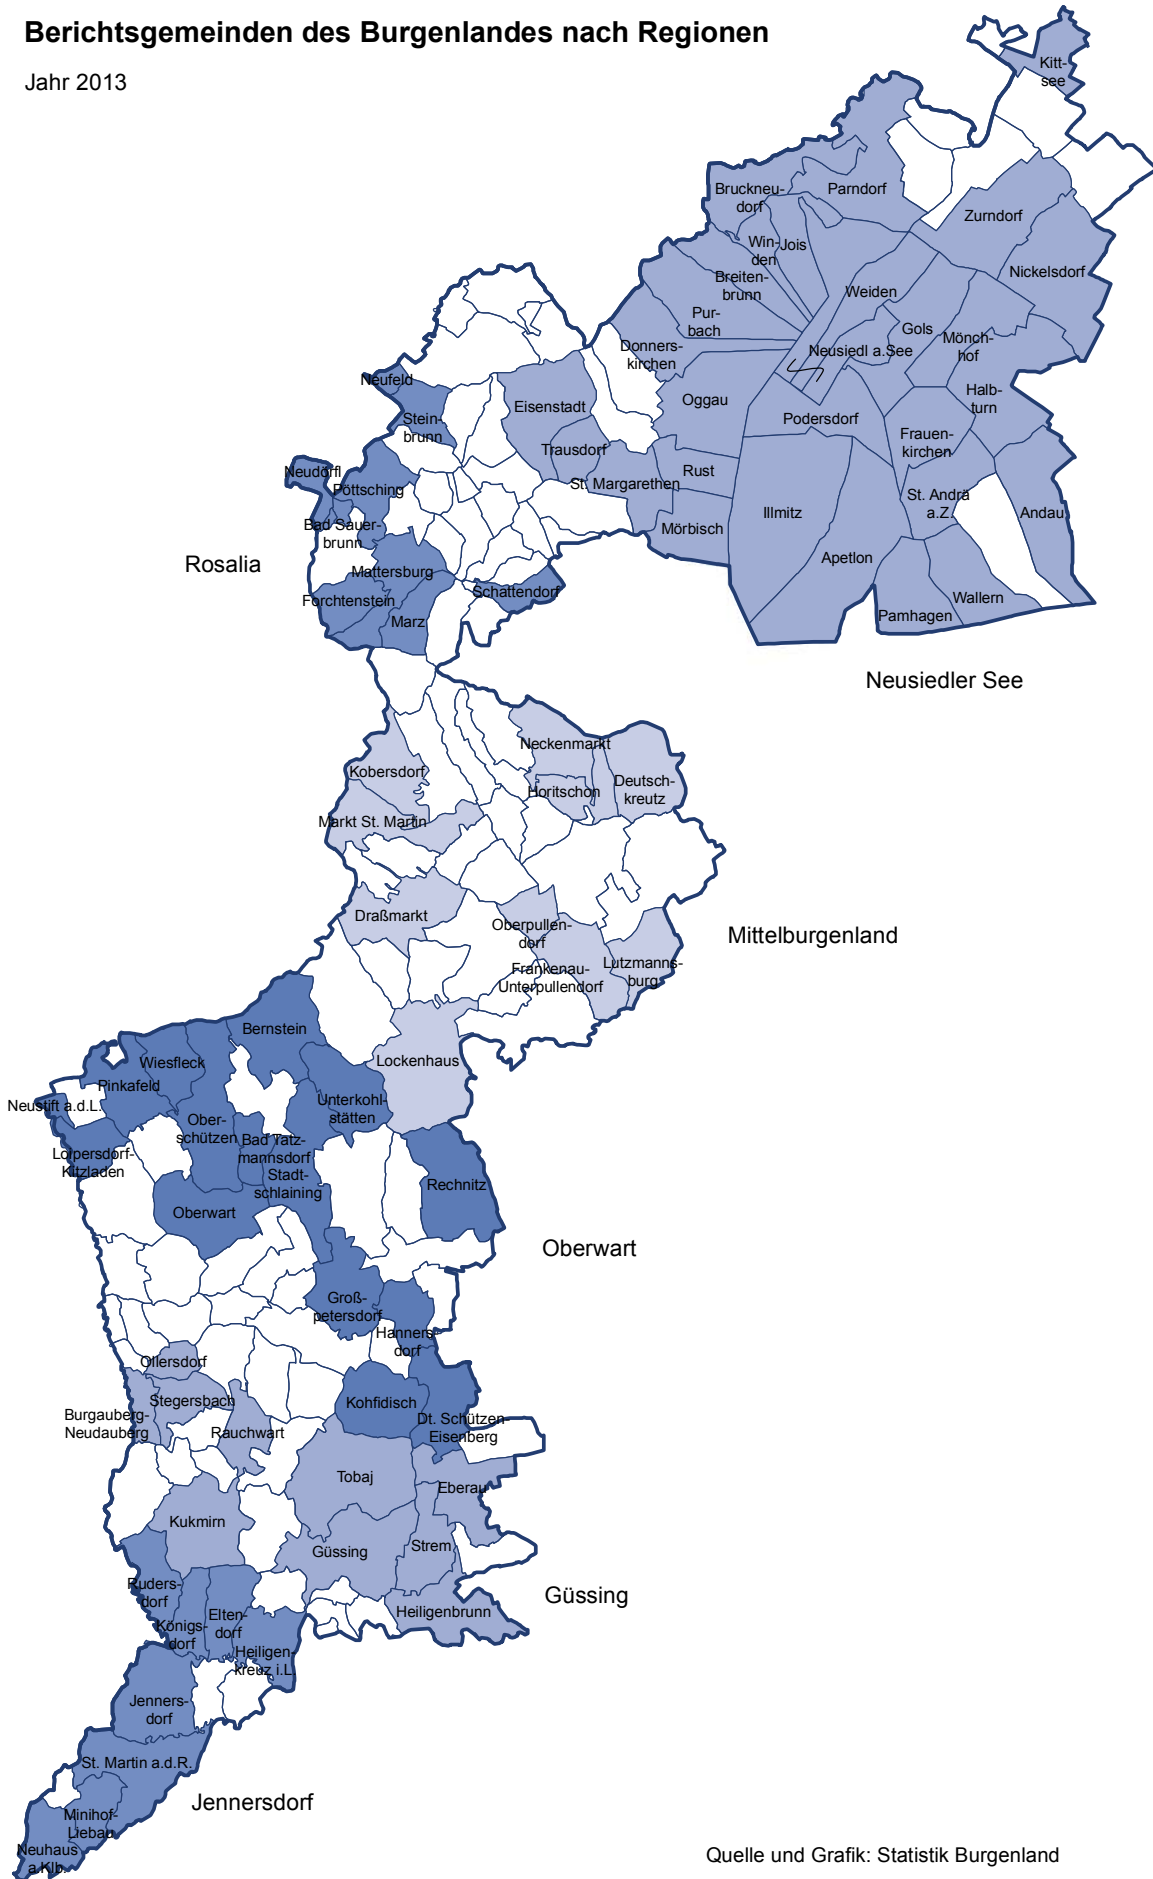 Berichtsgemeinden des Burgenlandes nach Regionen
Jahr 2013
Kitt-
see
Bruckneu-
dorf
Parndorf
Zurndorf
Win-
den
Jois
Nickelsdorf
Breiten-
brunn
Weiden
Pur-
bach
Gols
Mönch-
hof
Neusiedl a.See
Donners-
kirchen
Neufeld
Oggau
Halb-
turn
Eisenstadt
Stein-
brunn
Podersdorf
Frauen-
kirchen
Trausdorf
Neudörfl
Pöttsching
St. Margarethen
Rust
St. Andrä
a.Z.
Illmitz
Andau
Bad Sauer-
brunn
Mörbisch
Apetlon
Rosalia
Mattersburg
Schattendorf
Forchtenstein
Wallern
Marz
Pamhagen
Neusiedler See
Neckenmarkt
Kobersdorf
Deutsch-
kreutz
Horitschon
Markt St. Martin
Draßmarkt
Oberpullen-
dorf
Mittelburgenland
Frankenau-
Unterpullendorf
Lutzmanns-
burg
Bernstein
Lockenhaus
Wiesfleck
Pinkafeld
Neustift a.d.L.
Unterkohl-
stätten
Ober-
schützen
Bad Tatz-
mannsdorf
Loipersdorf-
Kitzladen
Stadt-
schlaining
Rechnitz
Oberwart
Oberwart
Groß-
petersdorf
Hanners-
dorf
Ollersdorf
Stegersbach
Kohfidisch
Burgauberg-
Neudauberg
Rauchwart
Dt. Schützen-
Eisenberg
Tobaj
Eberau
Kukmirn
Güssing
Strem
Güssing
Ruders-
dorf
Königs-
dorf
Elten-
dorf
Heiligenbrunn
Heiligen-
kreuz i.L.
Jenners-
dorf
St. Martin a.d.R.
Jennersdorf
Minihof-
Liebau
Neuhaus
a.Klb.
Quelle und Grafik: Statistik Burgenland